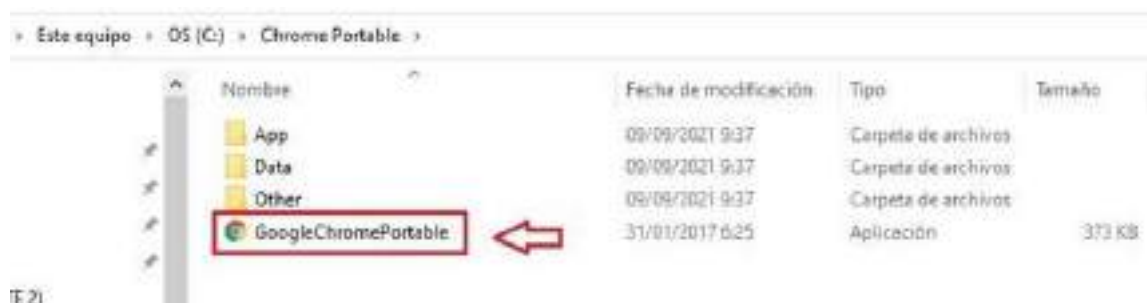 Este equipo > OS (C:) > Chrome Portable >
Nombre Fecha de modificación Tipo Tamaño
App 09/09/2021 9:37 Carpeta de archivos
Data 09/09/2021 9:37 Carpeta de archivos
Other 09/09/2021 9:37 Carpeta de archivos
GoogleChromePortable 31/01/2017 6:25 Aplicación 373 KB